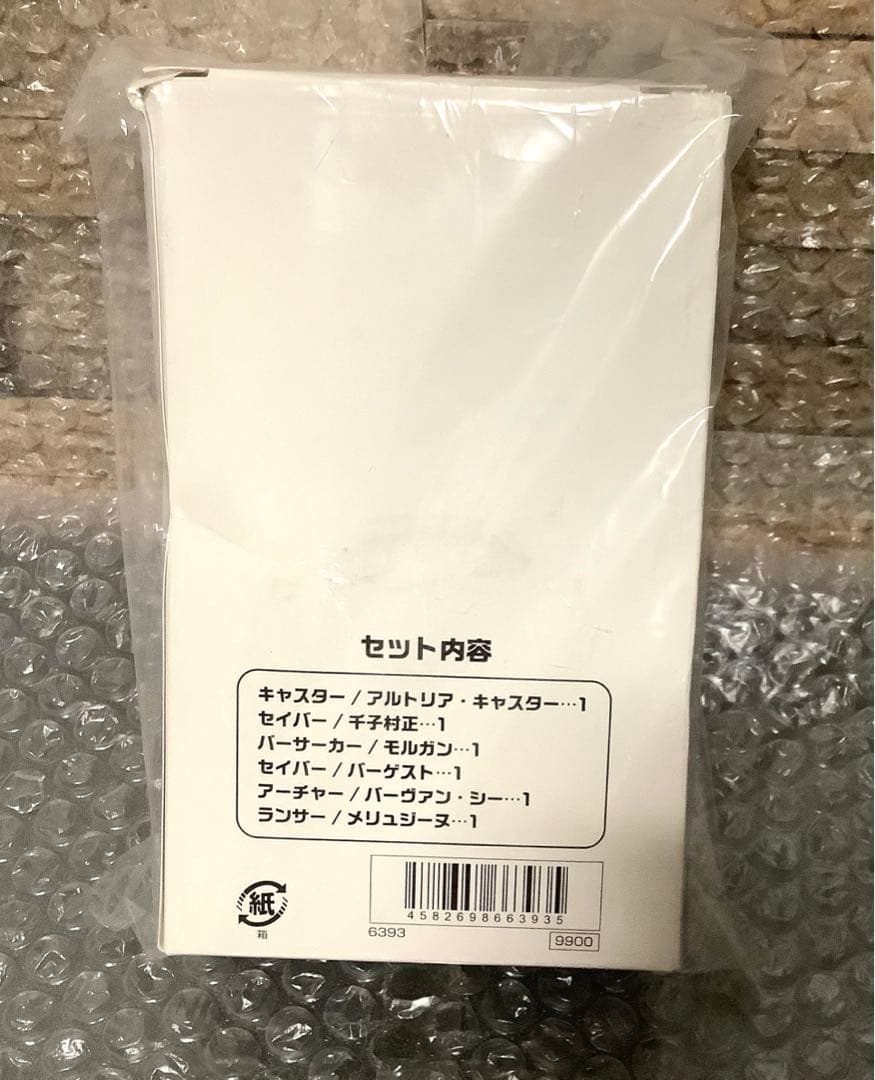 セット内容
キャスター / アルトリア・キャスター…1
セイバー / 千子村正…1
バーサーカー / モルガン…1
セイバー / バーゲスト…1
アーチャー / バーヴァン・シー…1
ランサー / メリュジーヌ…1
紙
箱
4582698663935
6393
9900